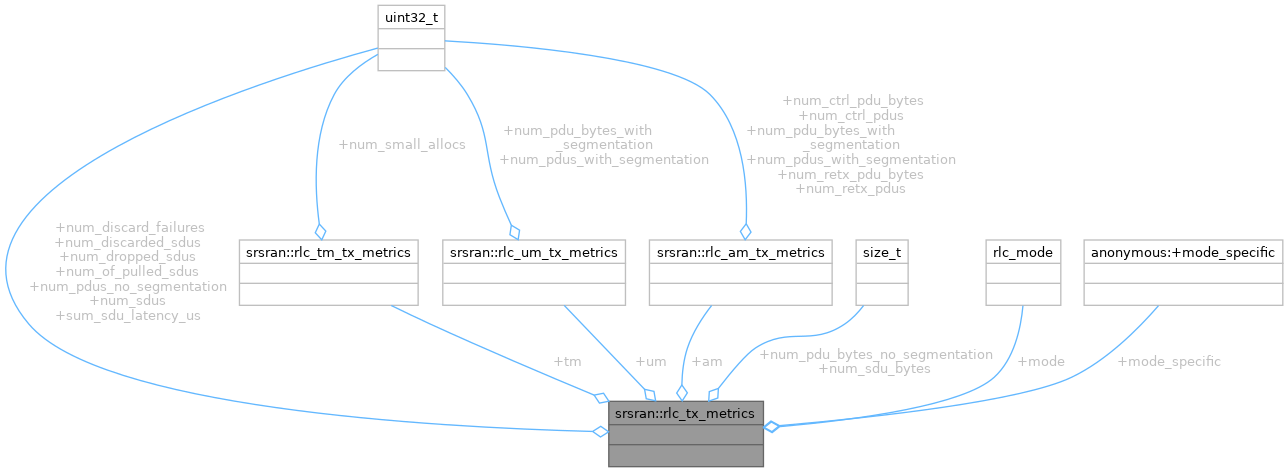 uint32_t
+num_small_allocs
+num_pdu_bytes_with
_segmentation
+num_pdus_with_segmentation
+num_ctrl_pdu_bytes
+num_ctrl_pdus
+num_pdu_bytes_with
_segmentation
+num_pdus_with_segmentation
+num_retx_pdu_bytes
+num_retx_pdus
+num_discard_failures
+num_discarded_sdus
+num_dropped_sdus
+num_of_pulled_sdus
+num_pdus_no_segmentation
+num_sdus
+sum_sdu_latency_us
srsran::rlc_tm_tx_metrics
srsran::rlc_um_tx_metrics
srsran::rlc_am_tx_metrics
size_t
rlc_mode
anonymous:+mode_specific
+tm
+um
+am
+num_pdu_bytes_no_segmentation
+num_sdu_bytes
+mode
+mode_specific
srsran::rlc_tx_metrics